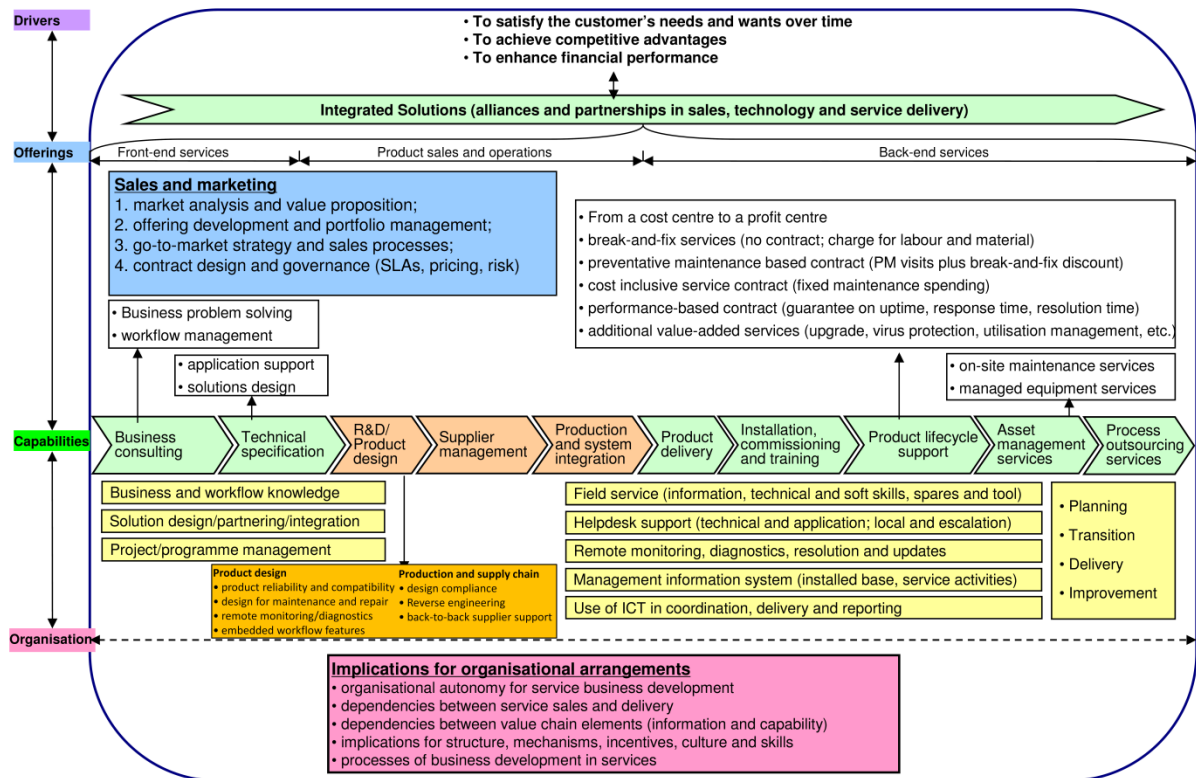 Drivers
• To satisfy the customer's needs and wants over time
• To achieve competitive advantages
• To enhance financial performance
Integrated Solutions (alliances and partnerships in sales, technology and service delivery)
Offerings
Front-end services
Product sales and operations
Back-end services
Sales and marketing
1. market analysis and value proposition;
2. offering development and portfolio management;
3. go-to-market strategy and sales processes;
4. contract design and governance (SLAs, pricing, risk)
• From a cost centre to a profit centre
• break-and-fix services (no contract; charge for labour and material)
• preventative maintenance based contract (PM visits plus break-and-fix discount)
• cost inclusive service contract (fixed maintenance spending)
• performance-based contract (guarantee on uptime, response time, resolution time)
• additional value-added services (upgrade, virus protection, utilisation management, etc.)
• Business problem solving
• workflow management
• application support
• solutions design
• on-site maintenance services
• managed equipment services
Capabilities
Business
consulting
Technical
specification
R&D/
Product
design
Supplier
management
Production
and system
integration
Product
delivery
Installation,
commissioning
and training
Product lifecycle
support
Asset
management
services
Process
outsourcing
services
Business and workflow knowledge
Solution design/partnering/integration
Project/programme management
Product design
• product reliability and compatibility
• design for maintenance and repair
• remote monitoring/diagnostics
• embedded workflow features
Production and supply chain
• design compliance
• Reverse engineering
• back-to-back supplier support
Field service (information, technical and soft skills, spares and tool)
Helpdesk support (technical and application; local and escalation)
Remote monitoring, diagnostics, resolution and updates
Management information system (installed base, service activities)
Use of ICT in coordination, delivery and reporting
• Planning
• Transition
• Delivery
• Improvement
Organisation
Implications for organisational arrangements
• organisational autonomy for service business development
• dependencies between service sales and delivery
• dependencies between value chain elements (information and capability)
• implications for structure, mechanisms, incentives, culture and skills
• processes of business development in services